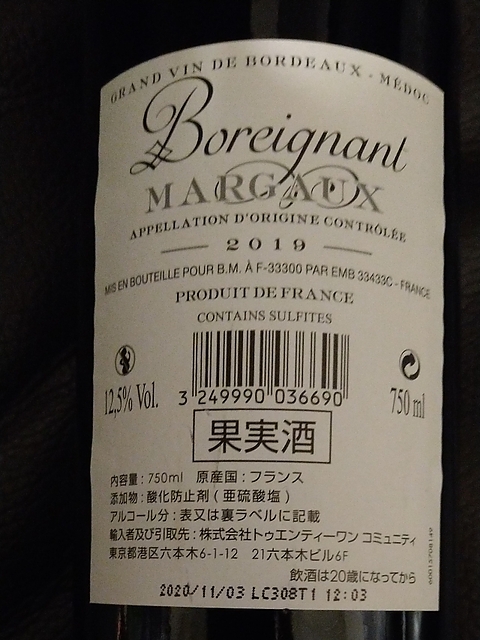 GRAND VIN DE BORDEAUX - MÉDOC
Boreignant
MARGAUX
APPELLATION D'ORIGINE CONTRÔLÉE
2019
MIS EN BOUTEILLE POUR B.M. À F-33300 PAR EMB 33433C - FRANCE
PRODUIT DE FRANCE
CONTAINS SULFITES
12,5% Vol.
3 249990 036690
750 ml
果実酒
内容量：750ml 原産国：フランス
添加物：酸化防止剤（亜硫酸塩）
アルコール分：表又は裏ラベルに記載
輸入者及び引取先：株式会社トゥエンティーワン コミュニティ
東京都港区六本木6-1-12 21六本木ビル6F
飲酒は20歳になってから
2020/11/03 LC308T1 12:03